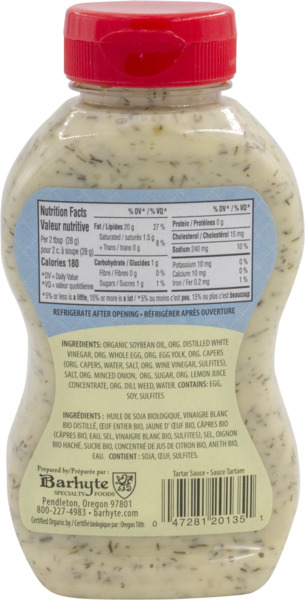 Nutrition Facts
Valeur nutritive
Per 2 tbsp (28 g)
pour 2 c. à soupe (28 g)
Calories 180
*DV = Daily Value
*VQ = valeur quotidienne
% DV* / % VQ*
Fat / Lipides 20 g 27 %
Saturated / saturés 1.5 g
+ Trans / trans 0 g 8 %
Carbohydrate / Glucides 1 g
Fibre / Fibres 0 g 0 %
Sugars / Sucres 1 g 1 %
% DV* / % VQ*
Protein / Protéines 0 g
Cholesterol / Cholestérol 15 mg
Sodium 240 mg 10 %
Potassium 10 mg 0 %
Calcium 10 mg 0 %
Iron / Fer 0.2 mg 1 %
*5% or less is a little, 15% or more is a lot / *5% ou moins c'est peu, 15% ou plus c'est beaucoup
REFRIGERATE AFTER OPENING - RÉFRIGÉRER APRÈS OUVERTURE
INGREDIENTS: ORGANIC SOYBEAN OIL, ORG. DISTILLED WHITE
VINEGAR, ORG. WHOLE EGG, ORG. EGG YOLK, ORG. CAPERS
(ORG. CAPERS, WATER, SALT, ORG. WINE VINEGAR, SULFITES),
SALT, ORG. MINCED ONION, ORG. SUGAR, ORG. LEMON JUICE
CONCENTRATE, ORG. DILL WEED, WATER. CONTAINS: EGG,
SOY, SULFITES.
INGRÉDIENTS : HUILE DE SOJA BIOLOGIQUE, VINAIGRE BLANC
BIO DISTILLÉ, ŒUF ENTIER BIO, JAUNE D' ŒUF BIO, CÂPRES BIO
(CÂPRES BIO, EAU, SEL, VINAIGRE BLANC BIO, SULFITES), SEL, OIGNON
BIO HACHÉ, SUCRE BIO, CONCENTRÉ DE JUS DE CITRON BIO, ANETH BIO,
EAU. CONTIENT : SOJA, ŒUF, SULFITES.
Prepared by/Préparée par :
Barhyte
SPECIALTY FOODS
Pendleton, Oregon 97801
800-227-4983 • barhyte.com
Certified Organic by / Certifié biologique par: Oregon Tilth
Tartar Sauce • Sauce Tartare
0 47281 20135 1